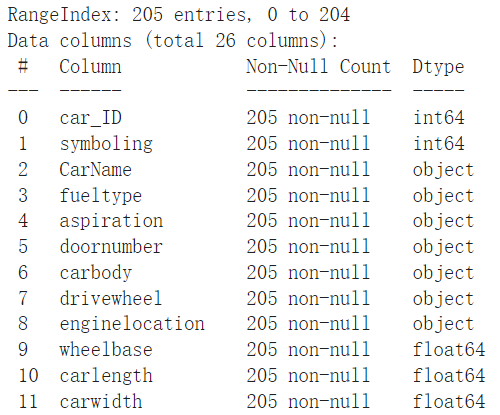 RangeIndex: 205 entries, 0 to 204
Data columns (total 26 columns):
 #   Column            Non-Null Count  Dtype
---  ------            --------------  -----
 0   car_ID            205 non-null    int64
 1   symboling         205 non-null    int64
 2   CarName           205 non-null    object
 3   fueltype          205 non-null    object
 4   aspiration        205 non-null    object
 5   doornumber        205 non-null    object
 6   carbody           205 non-null    object
 7   drivewheel        205 non-null    object
 8   enginelocation    205 non-null    object
 9   wheelbase         205 non-null    float64
 10  carlength         205 non-null    float64
 11  carwidth          205 non-null    float64